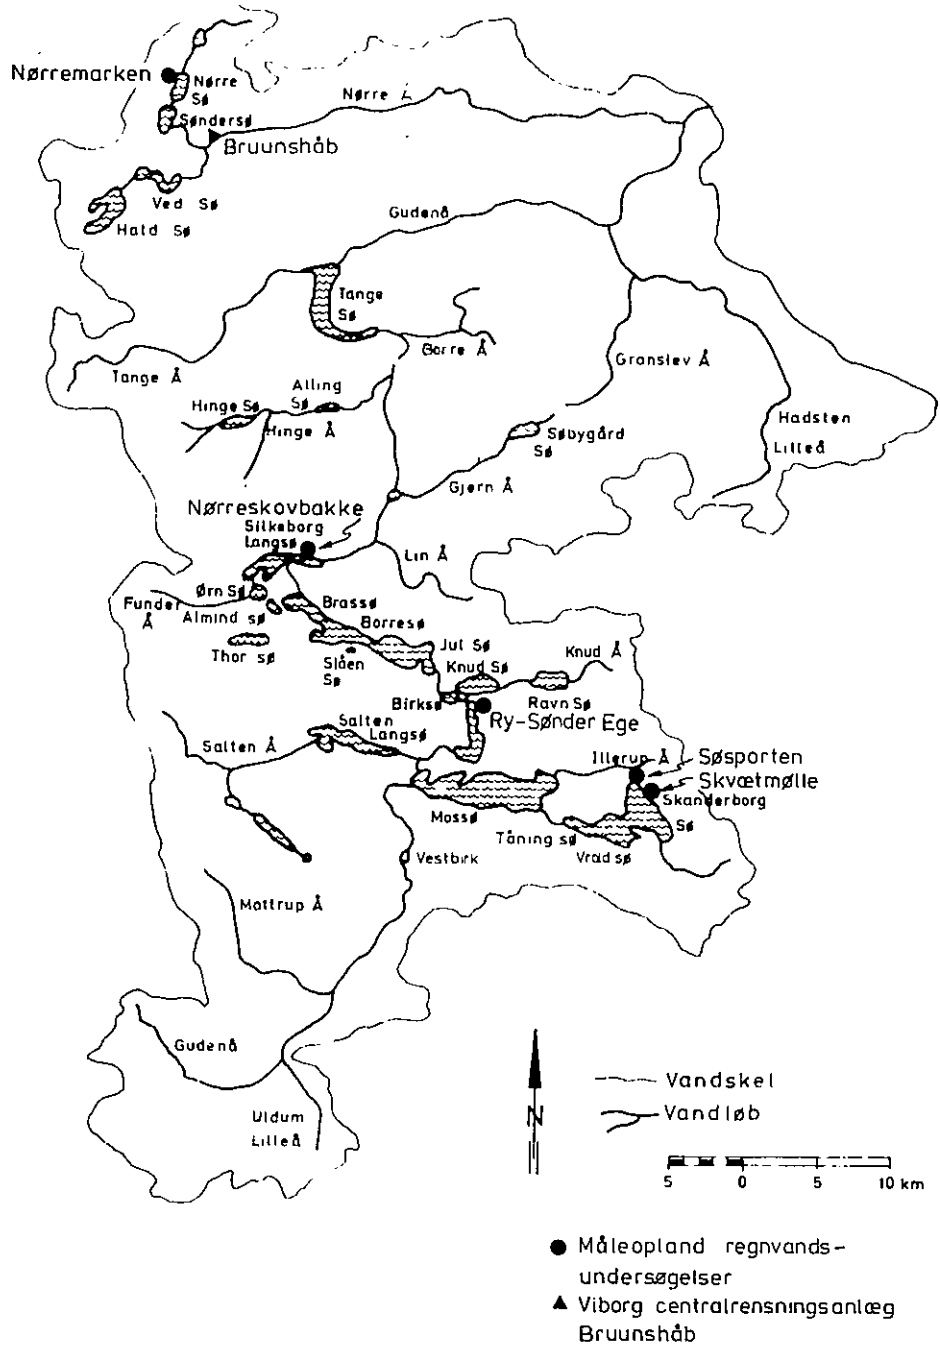 Nørremarken
Nørre
Sø
Søndersø
Nørre Å
Bruunshåb
Ved Sø
Hald Sø
Gudenå
Tange
Sø
Borre Å
Granslev Å
Tange Å
Alling
Sø
Hinge Sø
Hinge Å
Søbygård
Sø
Hadsten
Lilleå
Gjern Å
Nørreskovbakke
Silkeborg
Langsø
Lin Å
Ørn Sø
Funder
Å
Almind sø
Brassø
Borresø
Thor sø
Slåen
Sø
Jul Sø
Knud Sø
Knud Å
Birksø
Ravn Sø
Ry-Sønder Ege
Salten
Langsø
Salten Å
Illerup Å
Søsporten
Skvætmølle
Skanderborg
Sø
Mossø
Tåning sø
Vrad sø
Vestbirk
Mattrup Å
Gudenå
Uldum
Lilleå
N
Vandskel
Vandløb
5 0 5 10 km
Måleopland regnvands-
undersøgelser
Viborg centralrensningsanlæg
Bruunshåb